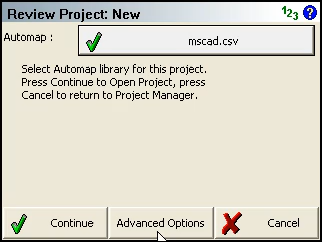 Review Project: New 123 ?
Automap : mscad.csv
Select Automap library for this project.
Press Continue to Open Project, press
Cancel to return to Project Manager.
Continue Advanced Options Cancel